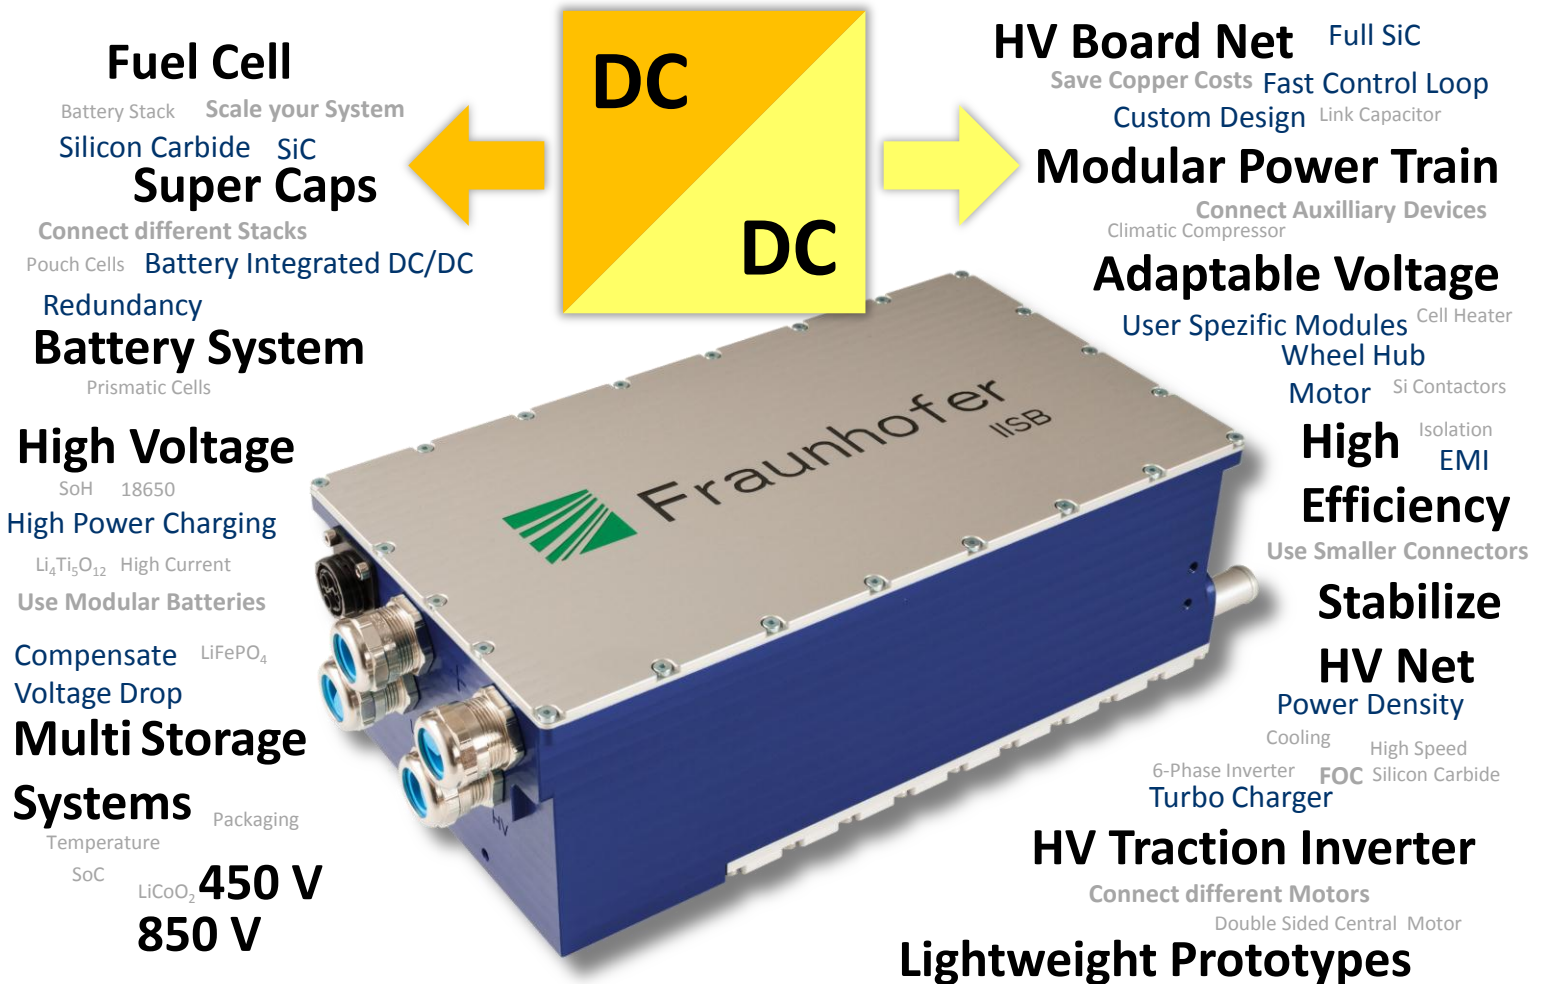 Fuel Cell
Battery Stack Scale your System
Silicon Carbide SiC
Super Caps
Connect different Stacks
Pouch Cells Battery Integrated DC/DC
Redundancy
Battery System
Prismatic Cells
High Voltage
SoH 18650
High Power Charging
Li₄Ti₅O₁₂ High Current
Use Modular Batteries
Compensate LiFePO₄
Voltage Drop
Multi Storage
Systems Packaging
Temperature
SoC LiCoO₂ 450 V
850 V
DC
DC
Fraunhofer
IISB
HV
HV Board Net Full SiC
Save Copper Costs Fast Control Loop
Custom Design Link Capacitor
Modular Power Train
Connect Auxilliary Devices
Climatic Compressor
Adaptable Voltage
User Spezific Modules Cell Heater
Wheel Hub
Motor Si Contactors
High Isolation
EMI
Efficiency
Use Smaller Connectors
Stabilize
HV Net
Power Density
Cooling High Speed
6-Phase Inverter FOC Silicon Carbide
Turbo Charger
HV Traction Inverter
Connect different Motors
Double Sided Central Motor
Lightweight Prototypes